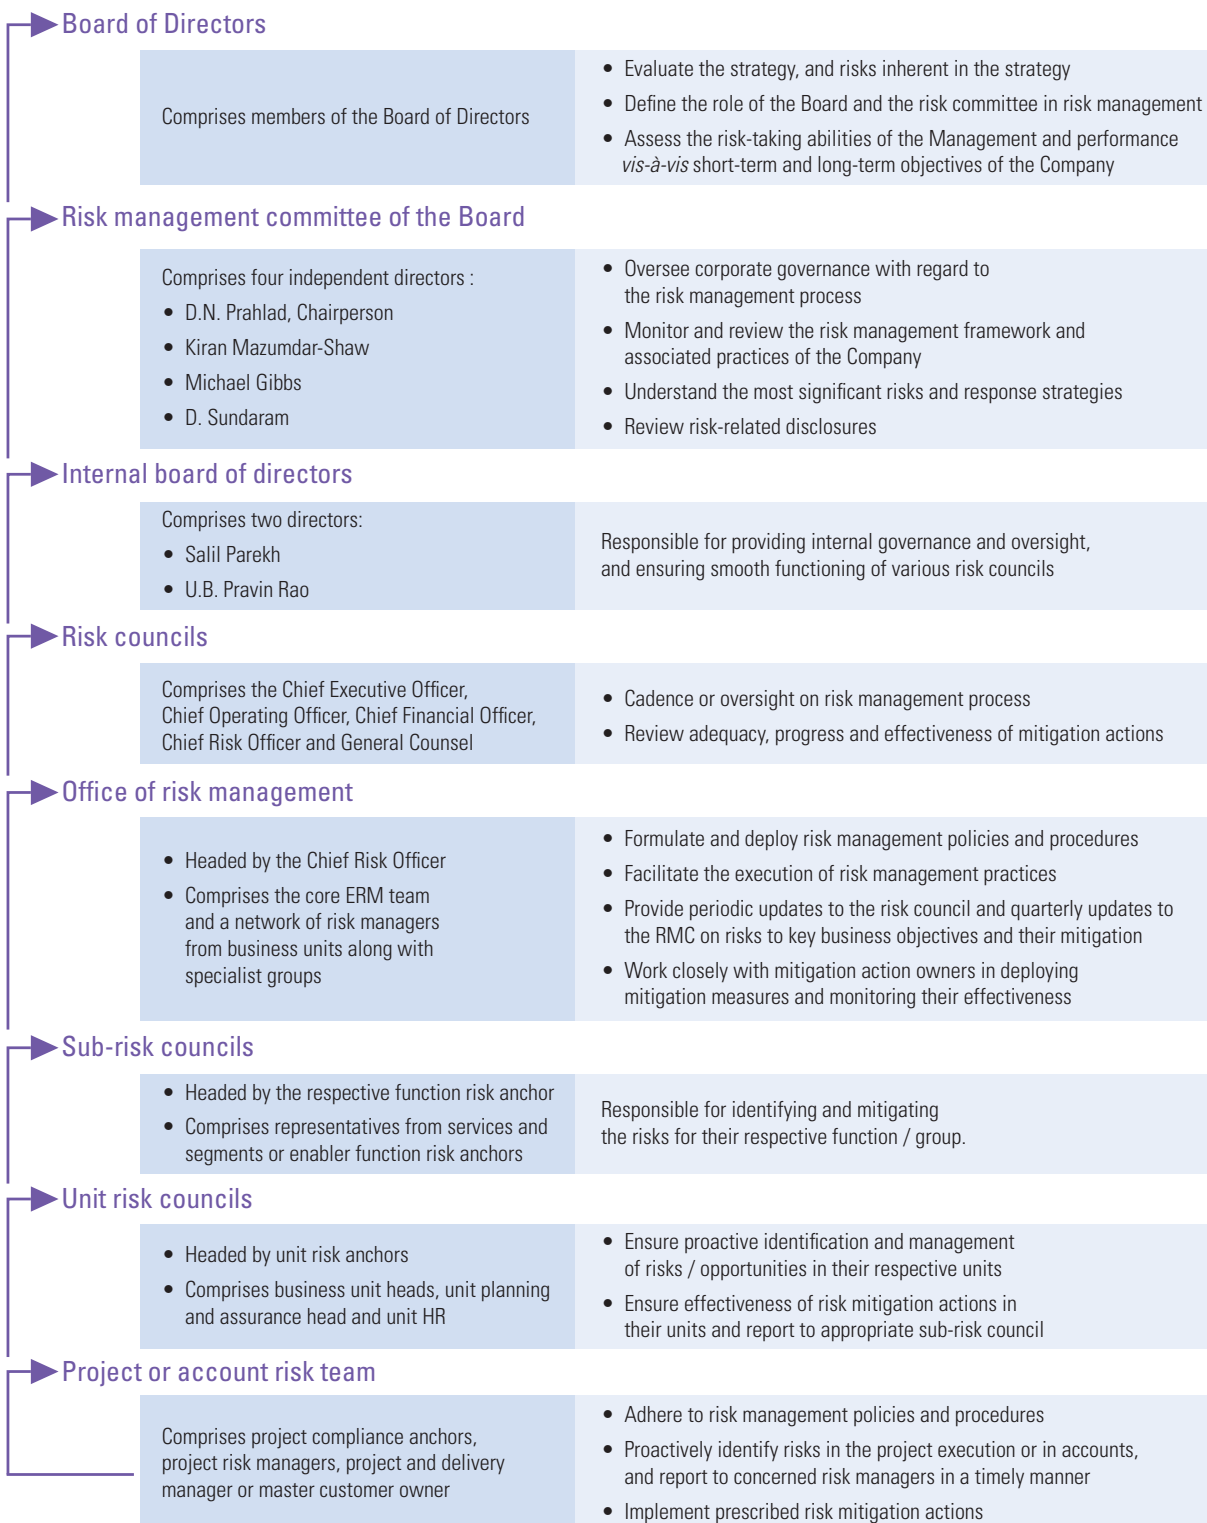 Board of Directors
Comprises members of the Board of Directors
• Evaluate the strategy, and risks inherent in the strategy
• Define the role of the Board and the risk committee in risk management
• Assess the risk-taking abilities of the Management and performance
vis-à-vis short-term and long-term objectives of the Company
Risk management committee of the Board
Comprises four independent directors :
• D.N. Prahlad, Chairperson
• Kiran Mazumdar-Shaw
• Michael Gibbs
• D. Sundaram
• Oversee corporate governance with regard to
the risk management process
• Monitor and review the risk management framework and
associated practices of the Company
• Understand the most significant risks and response strategies
• Review risk-related disclosures
Internal board of directors
Comprises two directors:
• Salil Parekh
• U.B. Pravin Rao
Responsible for providing internal governance and oversight,
and ensuring smooth functioning of various risk councils
Risk councils
Comprises the Chief Executive Officer,
Chief Operating Officer, Chief Financial Officer,
Chief Risk Officer and General Counsel
• Cadence or oversight on risk management process
• Review adequacy, progress and effectiveness of mitigation actions
Office of risk management
• Headed by the Chief Risk Officer
• Comprises the core ERM team
and a network of risk managers
from business units along with
specialist groups
• Formulate and deploy risk management policies and procedures
• Facilitate the execution of risk management practices
• Provide periodic updates to the risk council and quarterly updates to
the RMC on risks to key business objectives and their mitigation
• Work closely with mitigation action owners in deploying
mitigation measures and monitoring their effectiveness
Sub-risk councils
• Headed by the respective function risk anchor
• Comprises representatives from services and
segments or enabler function risk anchors
Responsible for identifying and mitigating
the risks for their respective function / group.
Unit risk councils
• Headed by unit risk anchors
• Comprises business unit heads, unit planning
and assurance head and unit HR
• Ensure proactive identification and management
of risks / opportunities in their respective units
• Ensure effectiveness of risk mitigation actions in
their units and report to appropriate sub-risk council
Project or account risk team
Comprises project compliance anchors,
project risk managers, project and delivery
manager or master customer owner
• Adhere to risk management policies and procedures
• Proactively identify risks in the project execution or in accounts,
and report to concerned risk managers in a timely manner
• Implement prescribed risk mitigation actions